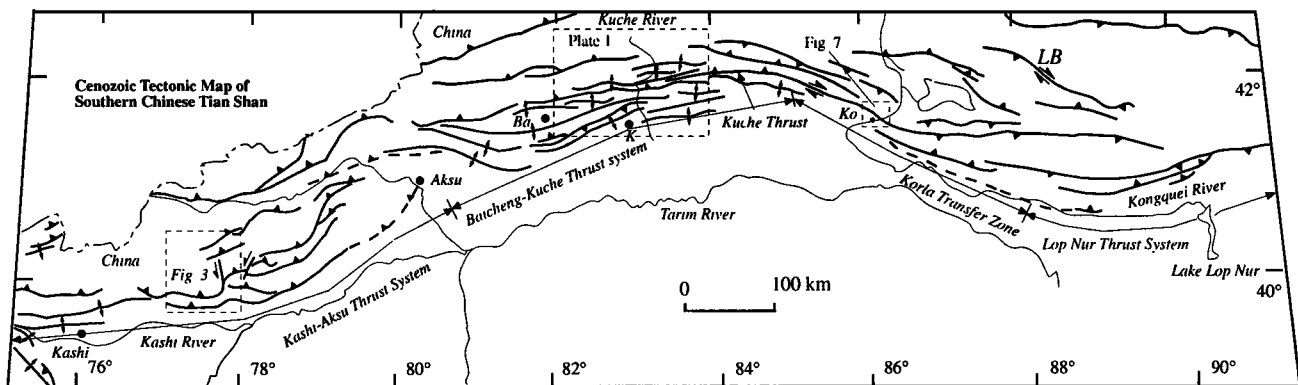 Kuche River
China
Plate 1
Fig 7
LB
42°
Cenozoic Tectonic Map of
Southern Chinese Tian Shan
Ba
K
Kuche Thrust
Ko
Aksu
Baicheng-Kuche Thrust system
Tarim River
Korla Transfer Zone
Kongquei River
Lop Nur Thrust System
Lake Lop Nur
China
Fig 3
Kashi-Aksu Thrust System
0 100 km
40°
Kashi
Kashi River
76° 78° 80° 82° 84° 86° 88° 90°